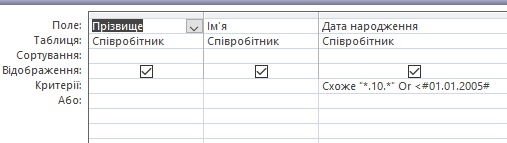 Поле: Прізвище Ім'я Дата народження
Таблиця: Співробітник Співробітник Співробітник
Сортування:
Відображення:
Критерії: Схоже "*.10.*" Or <#01.01.2005#
Або: